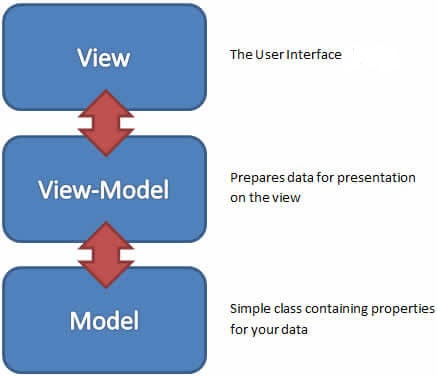 View
The User Interface
View-Model
Prepares data for presentation
on the view
Model
Simple class containing properties
for your data